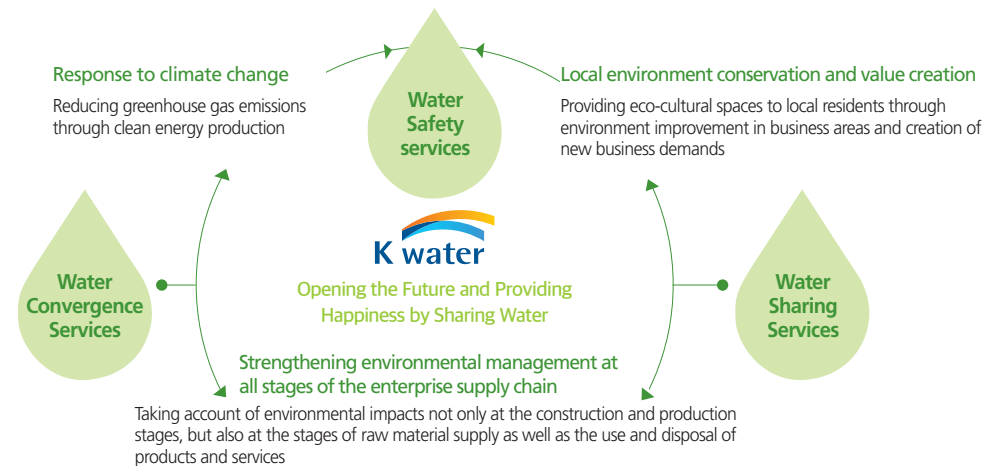 Response to climate change
Reducing greenhouse gas emissions
through clean energy production
Water
Safety
services
Local environment conservation and value creation
Providing eco-cultural spaces to local residents through
environment improvement in business areas and creation of
new business demands
Water
Convergence
Services
K water
Opening the Future and Providing
Happiness by Sharing Water
Water
Sharing
Services
Strengthening environmental management at
all stages of the enterprise supply chain
Taking account of environmental impacts not only at the construction and production
stages, but also at the stages of raw material supply as well as the use and disposal of
products and services